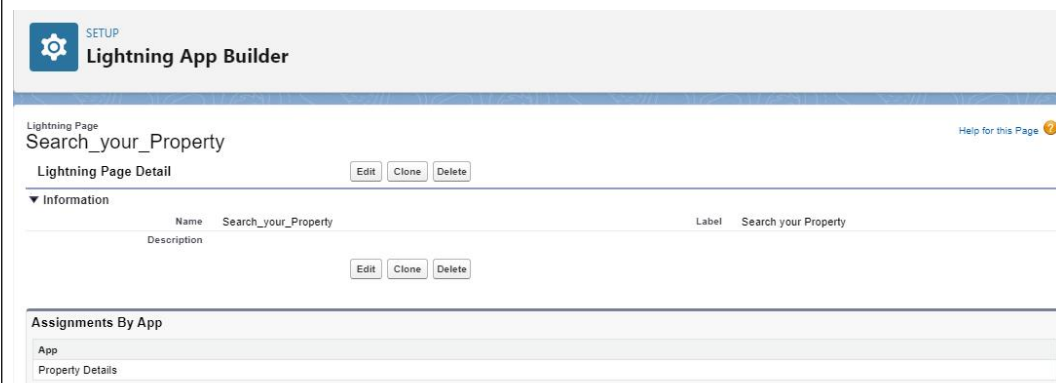 SETUP
Lightning App Builder
Lightning Page
Search_your_Property
Help for this Page ?
Lightning Page Detail Edit Clone Delete
Information
Name Search_your_Property Label Search your Property
Description
Edit Clone Delete
Assignments By App
App
Property Details